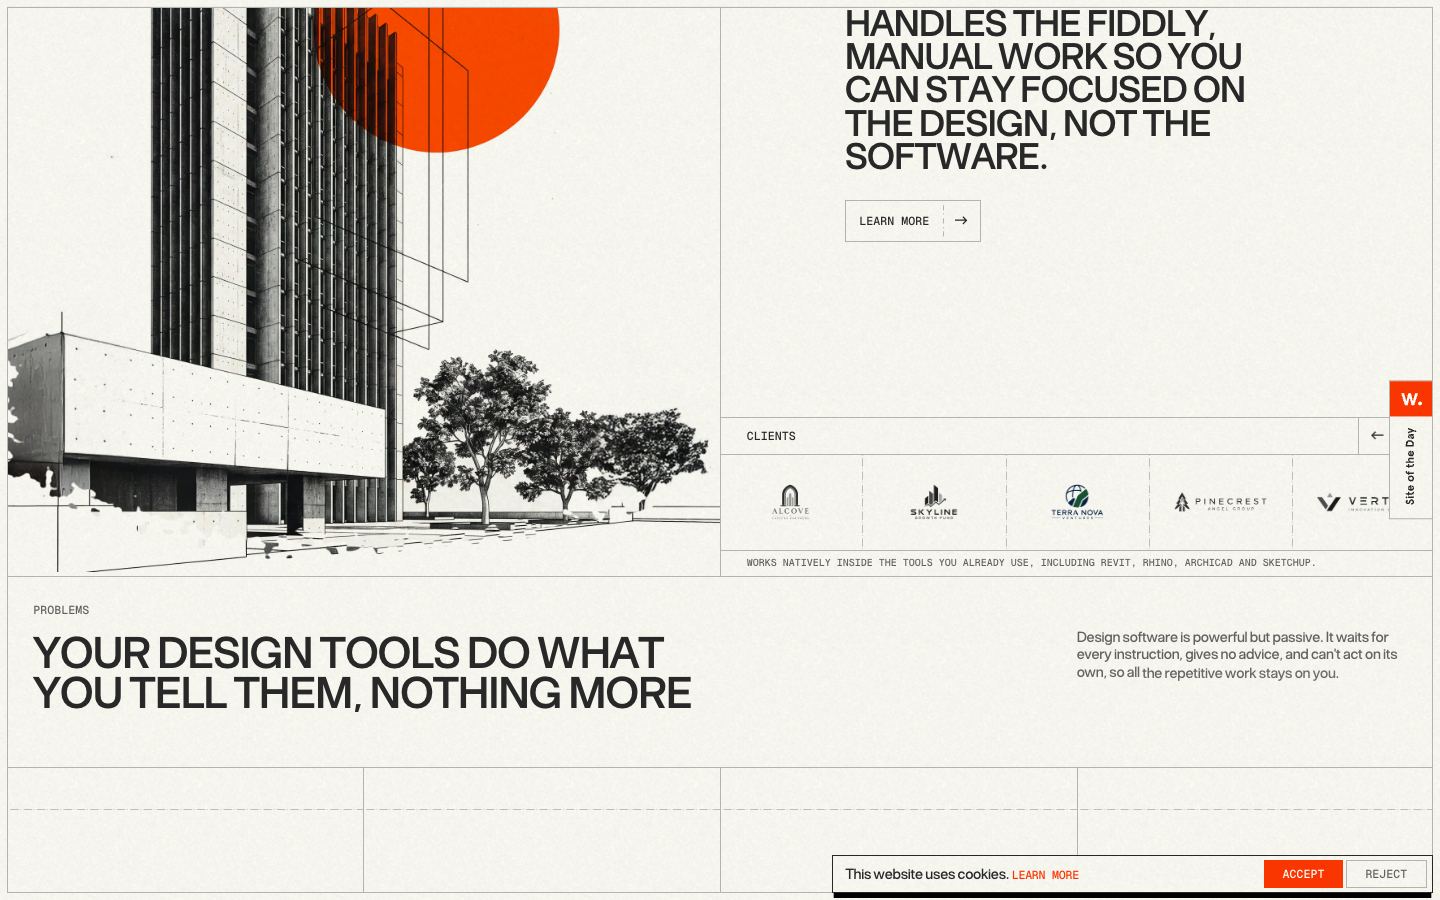 HANDLES THE FIDDLY,
MANUAL WORK SO YOU
CAN STAY FOCUSED ON
THE DESIGN, NOT THE
SOFTWARE.
LEARN MORE
W.
Site of the Day
CLIENTS
ALCOVE
SKYLINE
GROWTH FUND
TERRA NOVA
VENTURES
PINECREST
ANGEL GROUP
VERT
WORKS NATIVELY INSIDE THE TOOLS YOU ALREADY USE, INCLUDING REVIT, RHINO, ARCHICAD AND SKETCHUP.
PROBLEMS
YOUR DESIGN TOOLS DO WHAT
YOU TELL THEM, NOTHING MORE
Design software is powerful but passive. It waits for
every instruction, gives no advice, and can't act on its
own, so all the repetitive work stays on you.
This website uses cookies. LEARN MORE
ACCEPT
REJECT